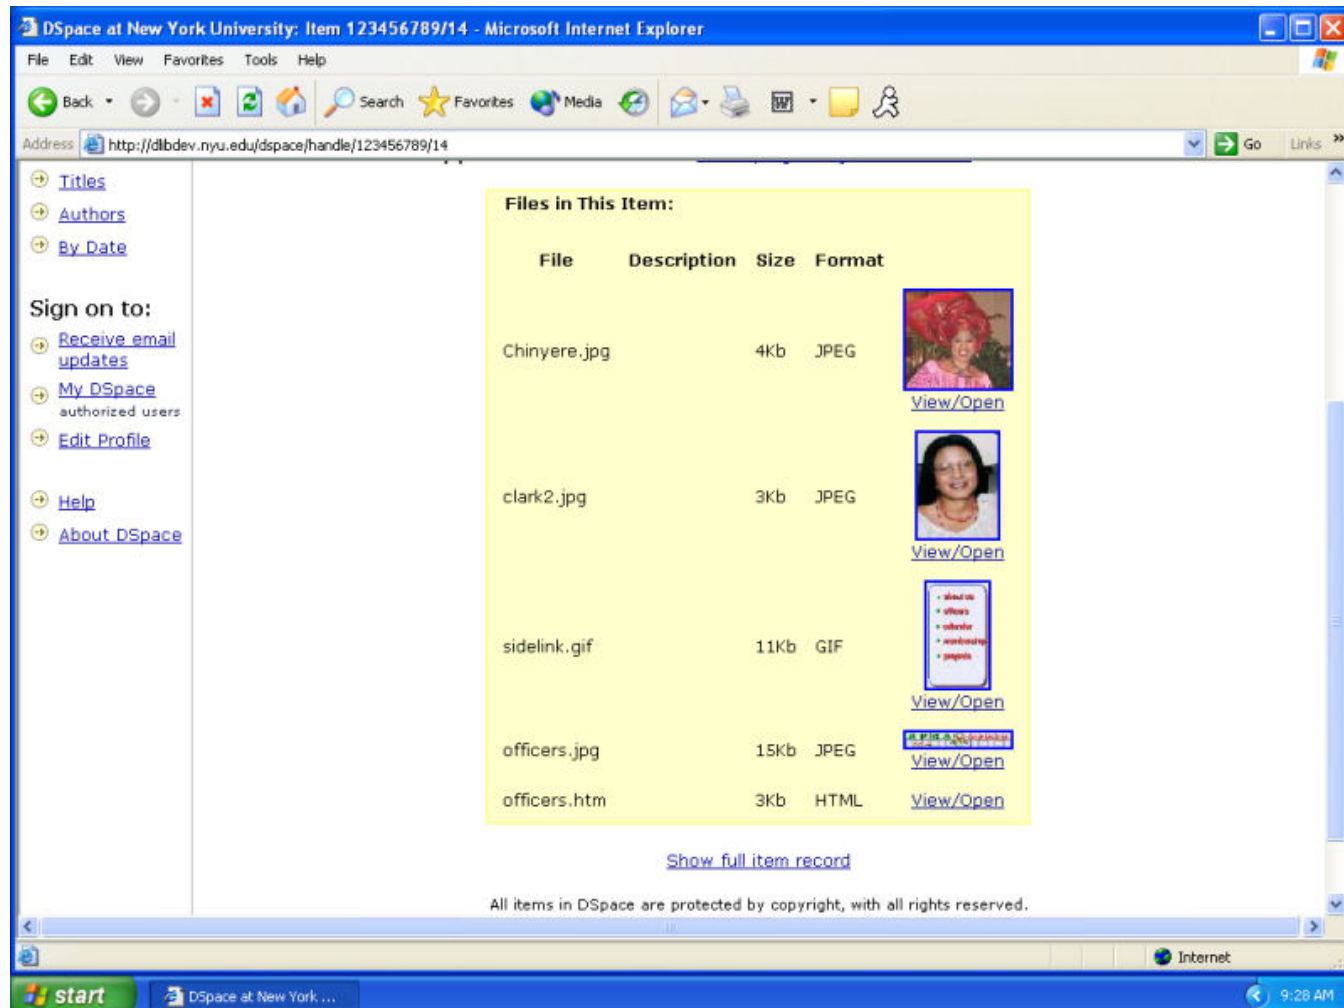 DSpace at New York University: Item 123456789/14 - Microsoft Internet Explorer
File Edit View Favorites Tools Help
Back Search Favorites Media
Address http://dlibdev.nyu.edu/dspace/handle/123456789/14 Go Links »
Titles
Authors
By Date
Sign on to:
Receive email
updates
My DSpace
authorized users
Edit Profile
Help
About DSpace
Files in This Item:
File Description Size Format
Chinyere.jpg 4Kb JPEG
View/Open
clark2.jpg 3Kb JPEG
View/Open
about us
officers
calendar
membership
projects
sidelink.gif 11Kb GIF
View/Open
officers.jpg 15Kb JPEG
View/Open
officers.htm 3Kb HTML View/Open
Show full item record
All items in DSpace are protected by copyright, with all rights reserved.
Internet
start DSpace at New York ... 9:28 AM